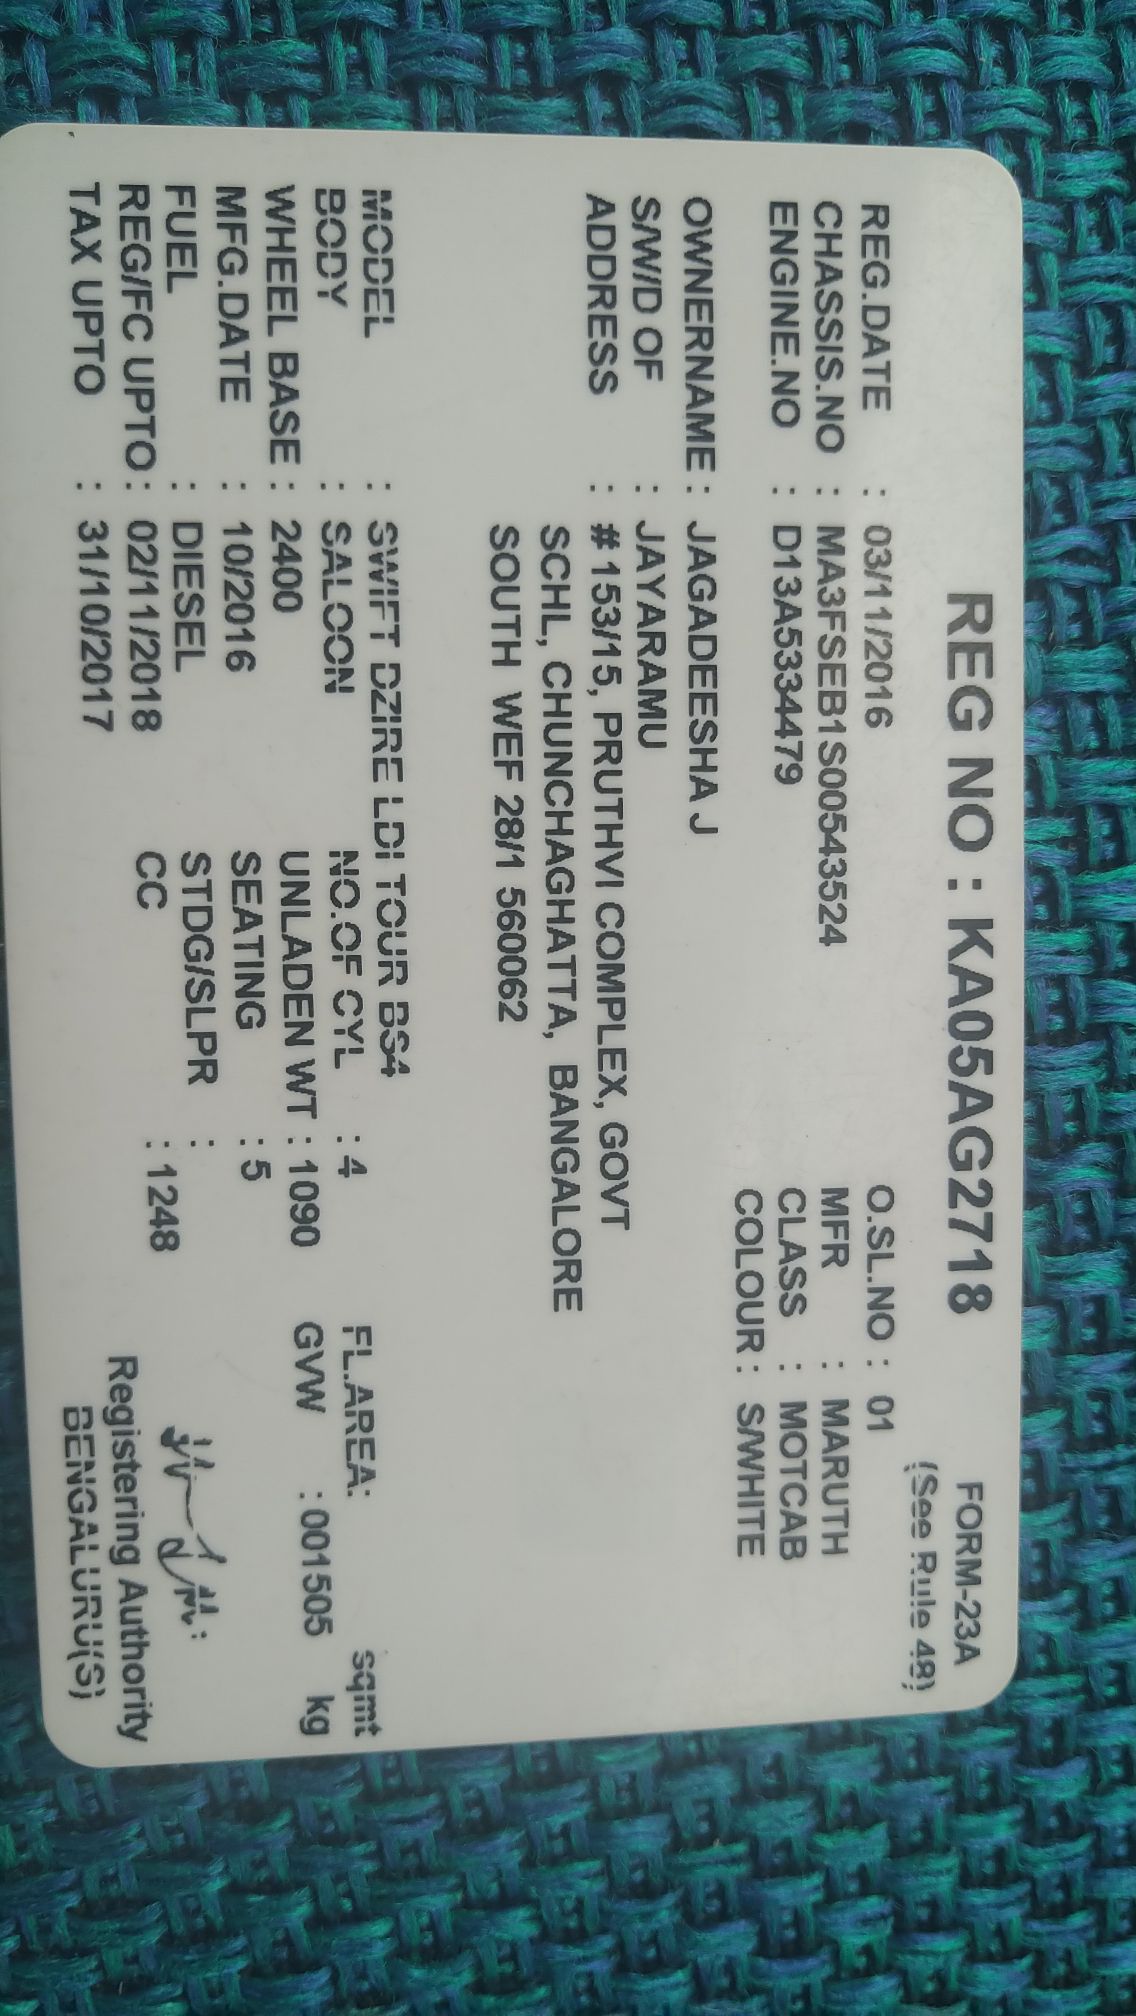 FORM-23A
REG NO : KA05AG2718 (See Rule 48)
REG.DATE : 03/11/2016 O.SL.NO : 01
CHASSIS.NO : MA3FSEB1S00543524 MFR : MARUTH
ENGINE.NO : D13A5334479 CLASS : MOTCAB
COLOUR : S/WHITE
OWNERNAME : JAGADEESHA J
S/W/D OF : JAYARAMU
ADDRESS : # 153/15, PRUTHVI COMPLEX, GOVT
SCHL, CHUNCHAGHATTA, BANGALORE
SOUTH WEF 28/1 560062
MODEL : SWIFT DZIRE LDI TOUR BS4
BODY : SALOON NO.OF CYL : 4 FL.AREA: sqmt
WHEEL BASE : 2400 UNLADEN WT : 1090 GVW : 001505 kg
MFG.DATE : 10/2016 SEATING : 5
FUEL : DIESEL STDG/SLPR :
REG/FC UPTO : 02/11/2018 CC : 1248
TAX UPTO : 31/10/2017 Registering Authority
BENGALURU(S)